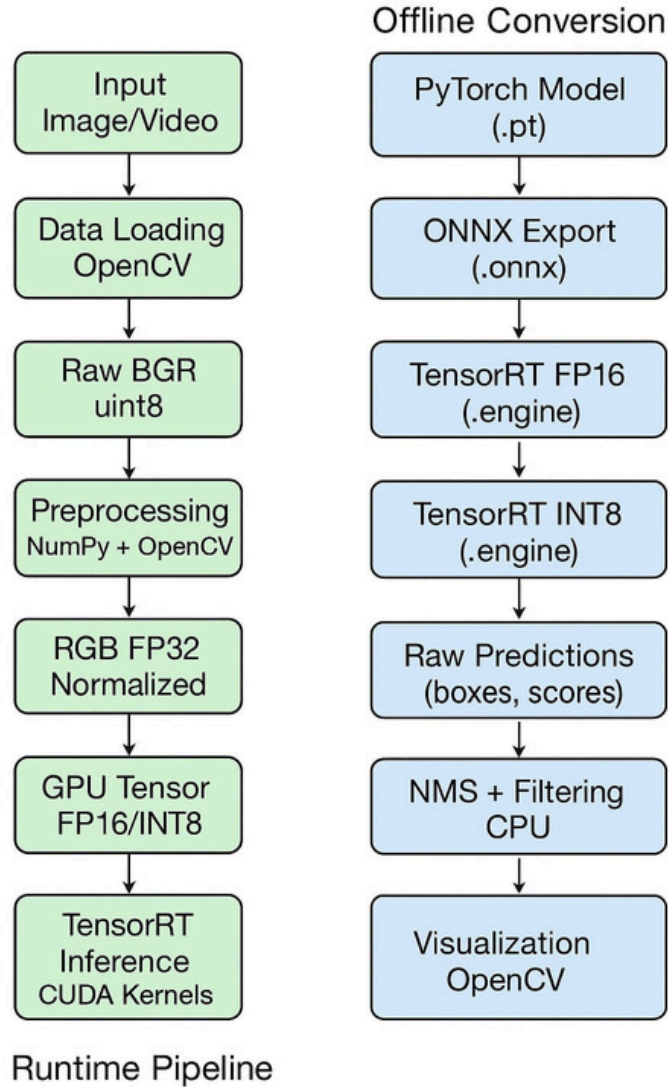 Offline Conversion
Input
Image/Video
Data Loading
OpenCV
Raw BGR
uint8
Preprocessing
NumPy + OpenCV
RGB FP32
Normalized
GPU Tensor
FP16/INT8
TensorRT
Inference
CUDA Kernels
Runtime Pipeline
PyTorch Model
(.pt)
ONNX Export
(.onnx)
TensorRT FP16
(.engine)
TensorRT INT8
(.engine)
Raw Predictions
(boxes, scores)
NMS + Filtering
CPU
Visualization
OpenCV